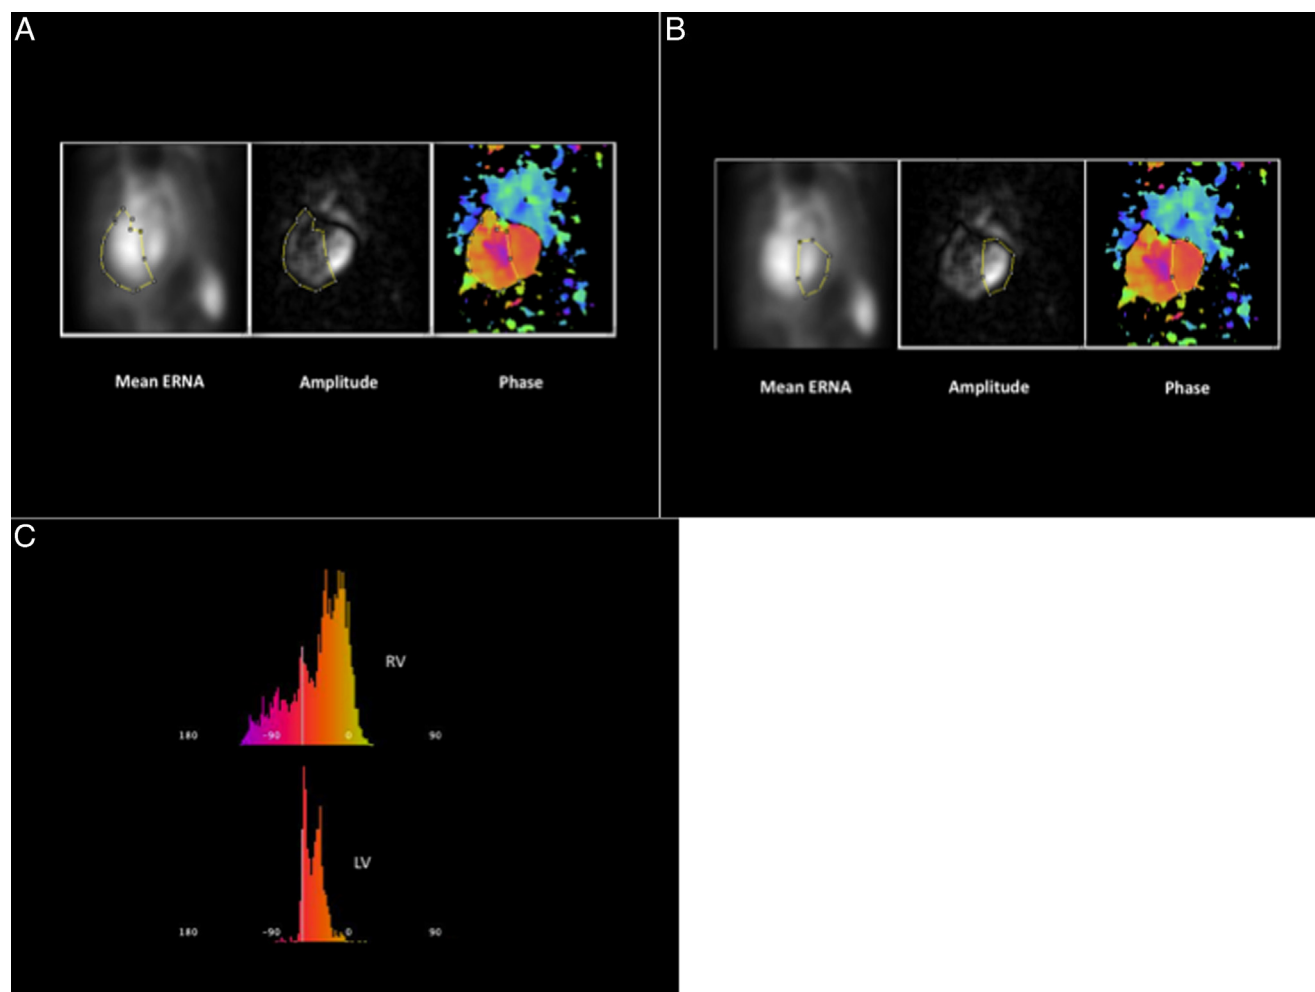 A
B
Mean ERNA
Amplitude
Phase
Mean ERNA
Amplitude
Phase
C
RV
180 -90 0 90
LV
180 -90 0 90